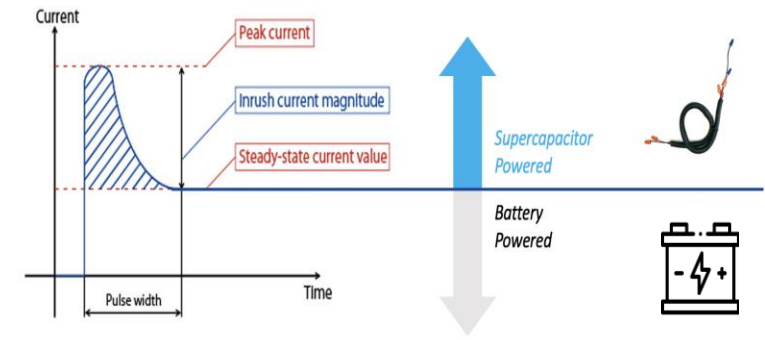 Current
Peak current
Inrush current magnitude
Steady-state current value
Pulse width
Time
Supercapacitor
Powered
Battery
Powered
- +